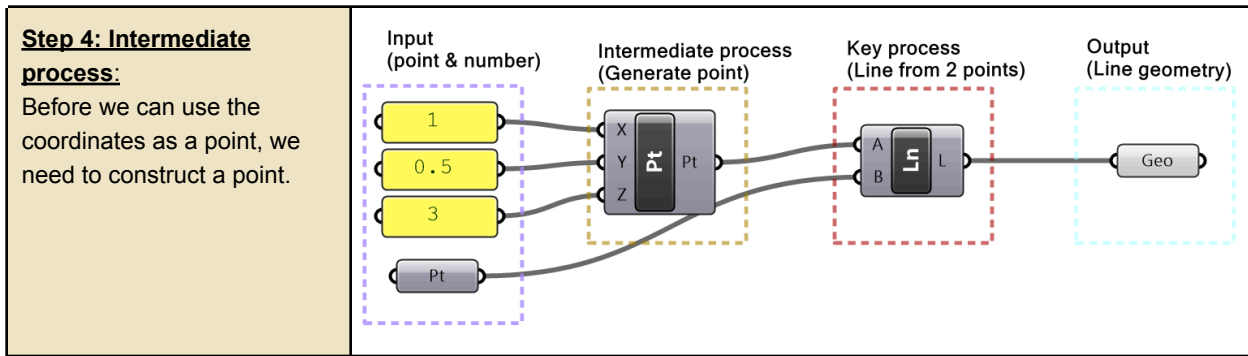 Step 4: Intermediate
process:
Before we can use the
coordinates as a point, we
need to construct a point.
Input
(point & number)
Intermediate process
(Generate point)
Key process
(Line from 2 points)
Output
(Line geometry)
1
0.5
3
Pt
X
Y
Z
Pt
Pt
A
B
Ln
L
Geo